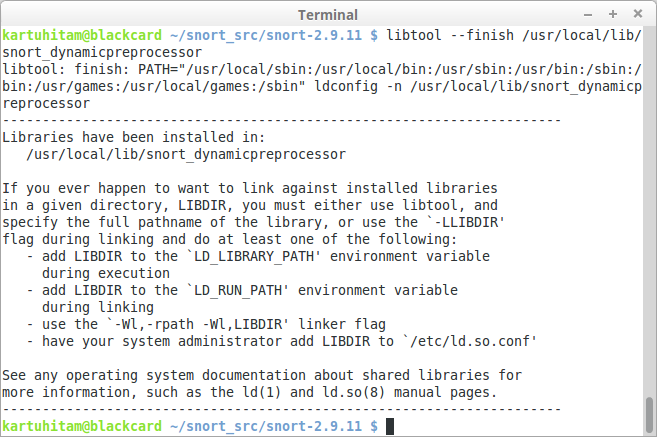 Terminal
kartuhitam@blackcard ~/snort_src/snort-2.9.11 $ libtool --finish /usr/local/lib/
snort_dynamicpreprocessor
libtool: finish: PATH="/usr/local/sbin:/usr/local/bin:/usr/sbin:/usr/bin:/sbin:/
bin:/usr/games:/usr/local/games:/sbin" ldconfig -n /usr/local/lib/snort_dynamicp
reprocessor
----------------------------------------------------------------------
Libraries have been installed in:
   /usr/local/lib/snort_dynamicpreprocessor

If you ever happen to want to link against installed libraries
in a given directory, LIBDIR, you must either use libtool, and
specify the full pathname of the library, or use the `-LLIBDIR'
flag during linking and do at least one of the following:
   - add LIBDIR to the `LD_LIBRARY_PATH' environment variable
     during execution
   - add LIBDIR to the `LD_RUN_PATH' environment variable
     during linking
   - use the `-Wl,-rpath -Wl,LIBDIR' linker flag
   - have your system administrator add LIBDIR to `/etc/ld.so.conf'

See any operating system documentation about shared libraries for
more information, such as the ld(1) and ld.so(8) manual pages.
----------------------------------------------------------------------
kartuhitam@blackcard ~/snort_src/snort-2.9.11 $